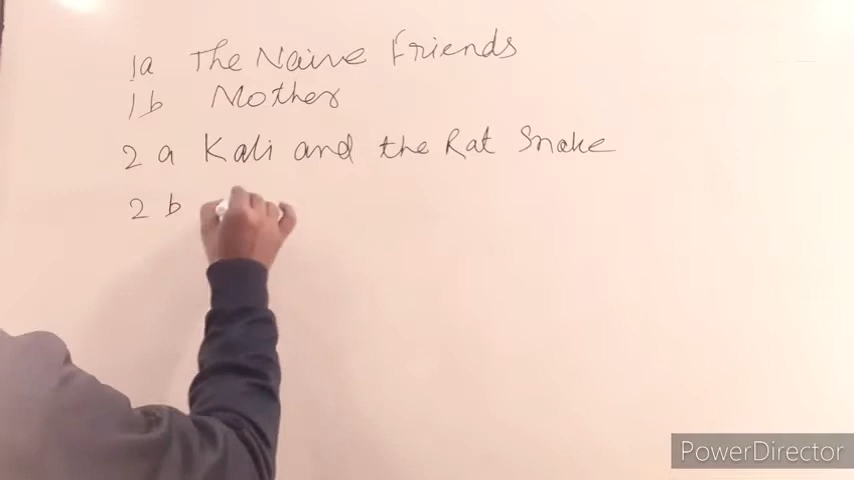 1a The Naive Friends
1b Mother
2 a Kali and the Rat Snake
2 b
PowerDirector